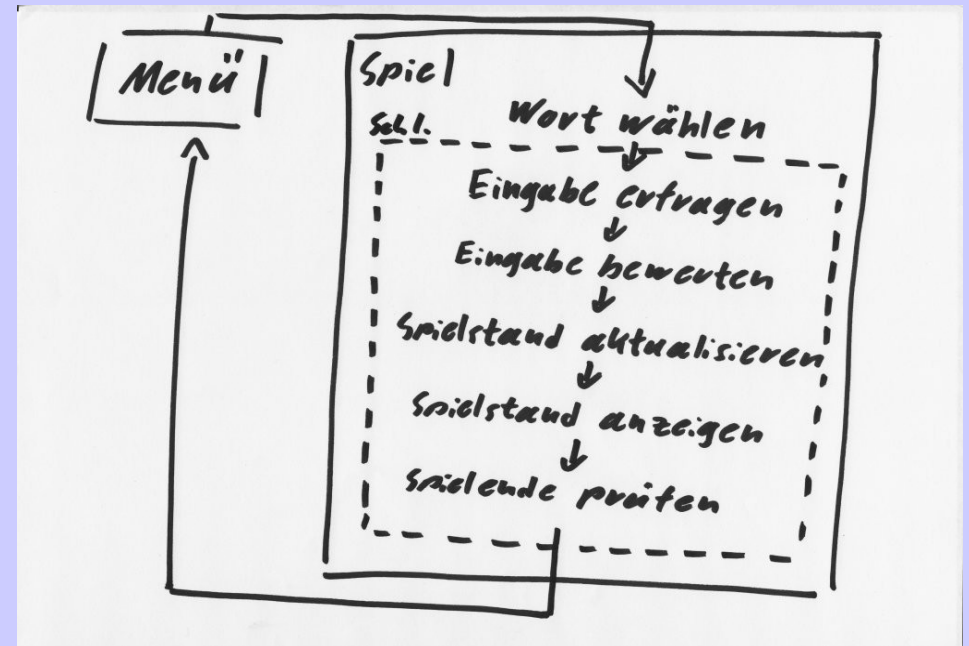 Menü
Spiel
Wort wählen
Schl.
Eingabe erfragen
Eingabe bewerten
Spielstand aktualisieren
Spielstand anzeigen
Spielende prüfen